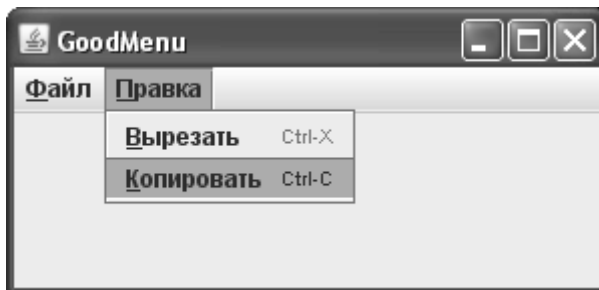 GoodMenu
Файл Правка
Вырезать Ctrl-X
Копировать Ctrl-C